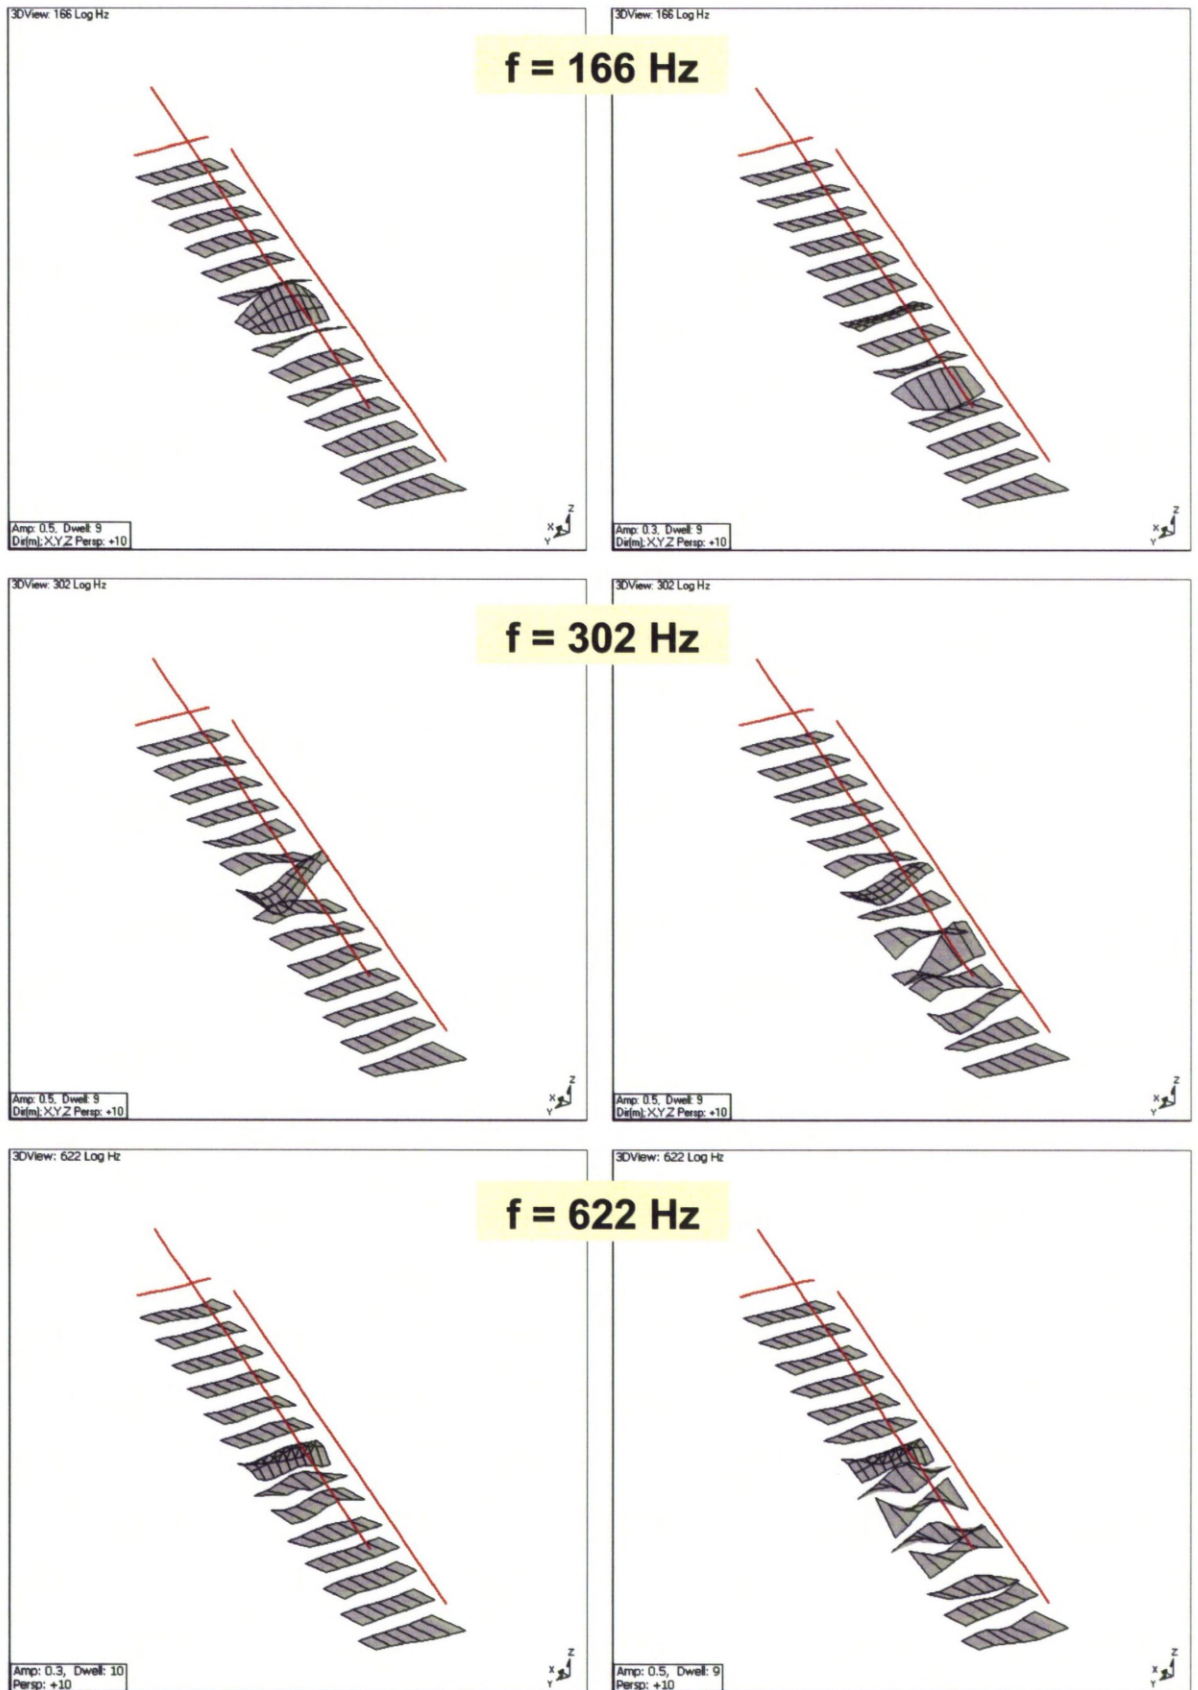 3DView: 166 Log Hz
3DView: 166 Log Hz
f = 166 Hz
Z
X
Y
Amp: 0.5, Dwell: 9
Dir(m): X,Y,Z Persp: +10
Z
X
Y
Amp: 0.3, Dwell: 9
Dir(m): X,Y,Z Persp: +10
3DView: 302 Log Hz
3DView: 302 Log Hz
f = 302 Hz
Z
X
Y
Amp: 0.5, Dwell: 9
Dir(m): X,Y,Z Persp: +10
Z
X
Y
Amp: 0.5, Dwell: 9
Dir(m): X,Y,Z Persp: +10
3DView: 622 Log Hz
3DView: 622 Log Hz
f = 622 Hz
Z
X
Y
Amp: 0.3, Dwell: 10
Persp: +10
Z
X
Y
Amp: 0.5, Dwell: 9
Persp: +10